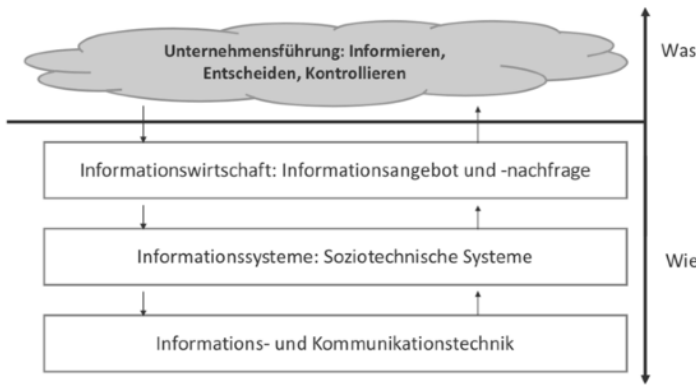 Unternehmensführung: Informieren,
Entscheiden, Kontrollieren
Was
Informationswirtschaft: Informationsangebot und -nachfrage
Informationssysteme: Soziotechnische Systeme
Wie
Informations- und Kommunikationstechnik